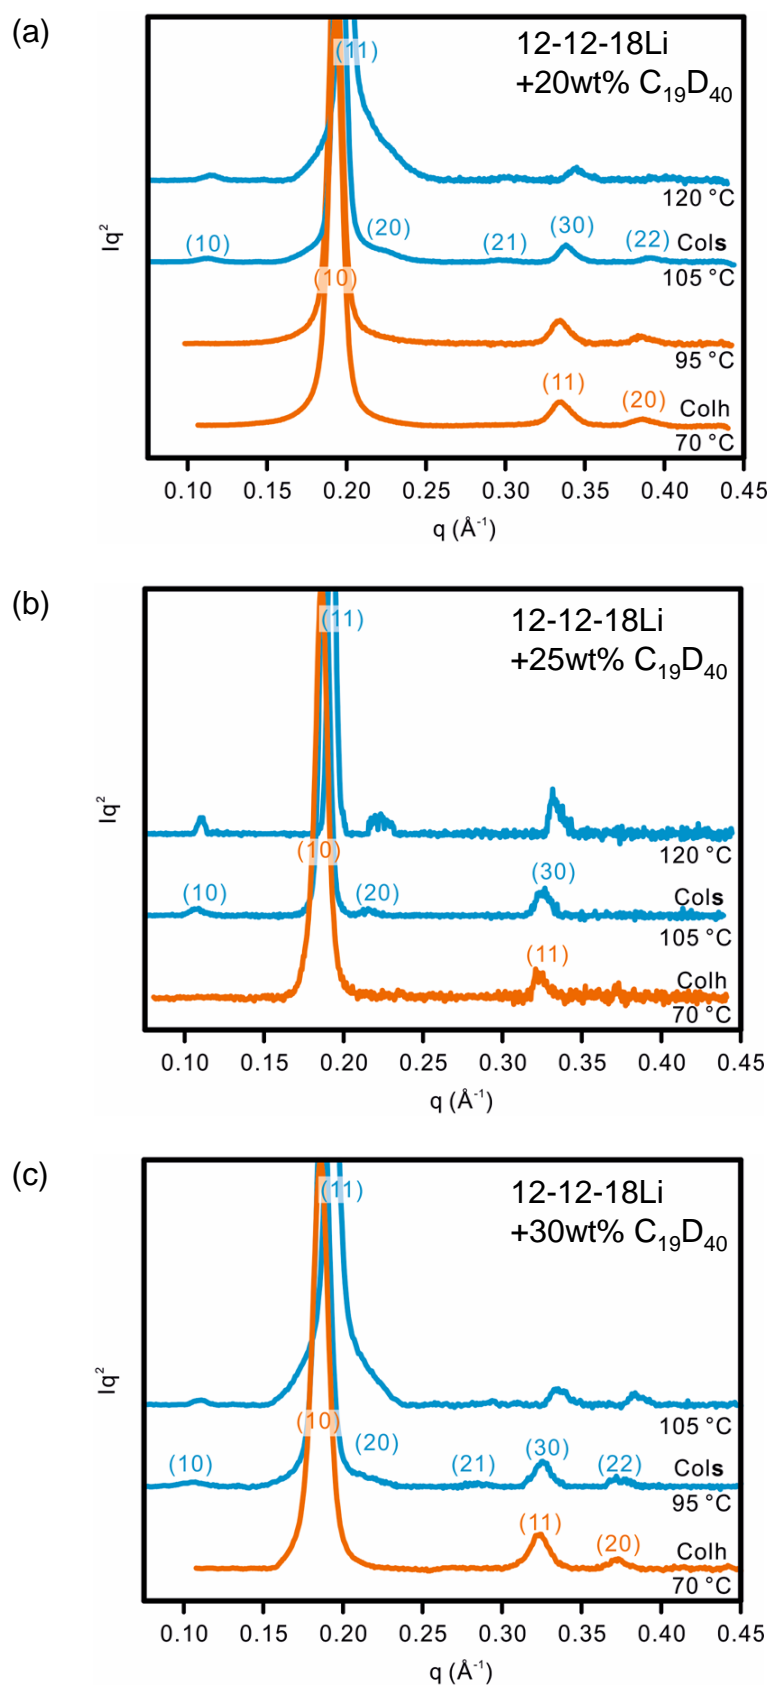 (a)
12-12-18Li
+20wt% C₁₉D₄₀
(11)
120 °C
(10)
(20)
(21)
(30)
(22)
Cols
105 °C
(10)
95 °C
(11)
(20)
Colh
70 °C
Iq²
0.10 0.15 0.20 0.25 0.30 0.35 0.40 0.45
q (Å⁻¹)
(b)
12-12-18Li
+25wt% C₁₉D₄₀
(11)
120 °C
(10)
(10)
(20)
(30)
Cols
105 °C
(11)
Colh
70 °C
Iq²
0.10 0.15 0.20 0.25 0.30 0.35 0.40 0.45
q (Å⁻¹)
(c)
12-12-18Li
+30wt% C₁₉D₄₀
(11)
105 °C
(10)
(10)
(20)
(21)
(30)
(22)
Cols
95 °C
(11)
(20)
Colh
70 °C
Iq²
0.10 0.15 0.20 0.25 0.30 0.35 0.40 0.45
q (Å⁻¹)